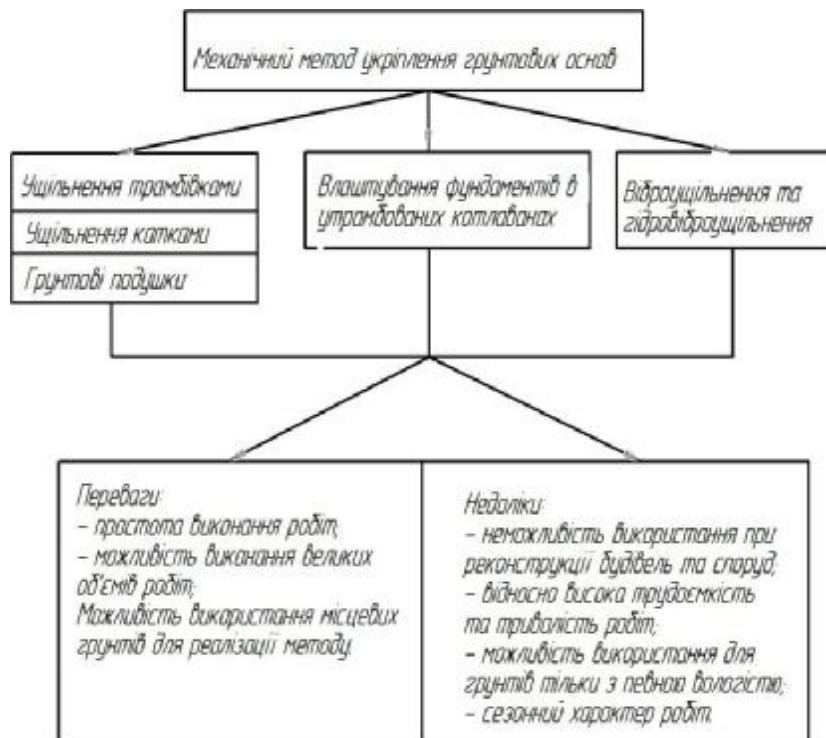 Механічний метод укріплення грунтових основ
Ущільнення трамбівками
Ущільнення катками
Грунтові подушки
Влаштування фундаментів в
утрамбованих котлованах
Віброущільнення та
гідровіброущільнення
Переваги:
- простота виконання робіт;
- можливість виконання великих
об'ємів робіт;
Можливість використання місцевих
грунтів для реалізації методу.
Недоліки:
- неможливість використання при
реконструкції будівель та споруд;
- відносно висока трудоємкість
та тривалість робіт;
- можливість використання для
грунтів тільки з певною вологістю;
- сезонний характер робіт.